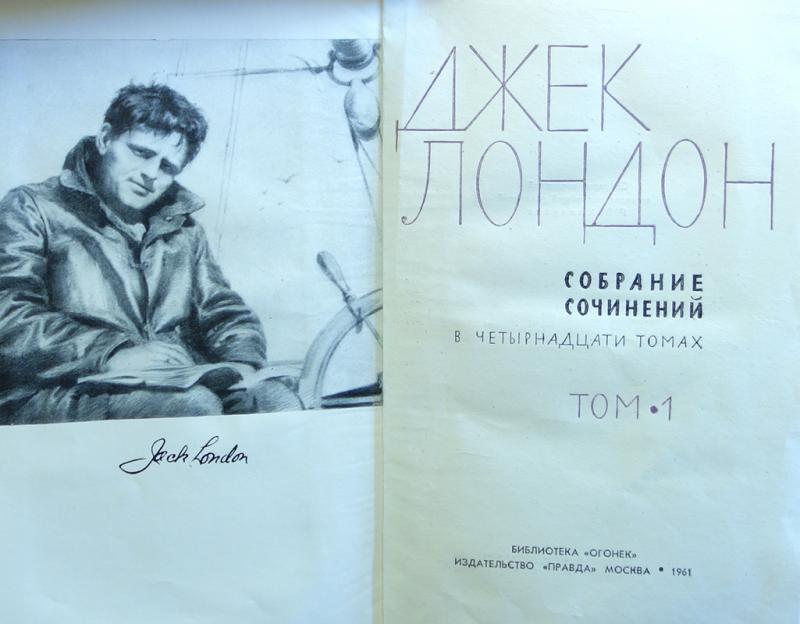 Jack London
ДЖЕК
ЛОНДОН
СОБРАНИЕ
СОЧИНЕНИЙ
В ЧЕТЫРНАДЦАТИ ТОМАХ
ТОМ • 1
БИБЛИОТЕКА «ОГОНЕК»
ИЗДАТЕЛЬСТВО «ПРАВДА» МОСКВА • 1961